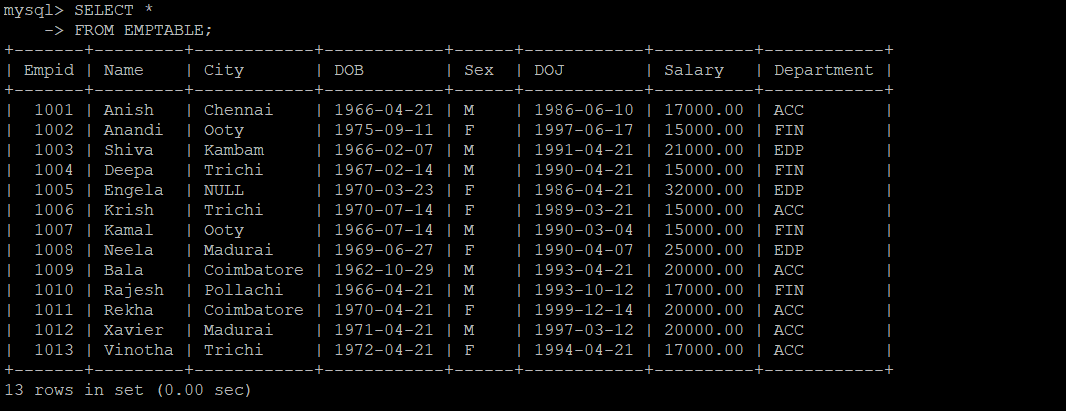 mysql> SELECT *
    -> FROM EMPTABLE;
+-------+---------+------------+------------+------+------------+----------+------------+
| Empid | Name    | City       | DOB        | Sex  | DOJ        | Salary   | Department |
+-------+---------+------------+------------+------+------------+----------+------------+
|  1001 | Anish   | Chennai    | 1966-04-21 | M    | 1986-06-10 | 17000.00 | ACC        |
|  1002 | Anandi  | Ooty       | 1975-09-11 | F    | 1997-06-17 | 15000.00 | FIN        |
|  1003 | Shiva   | Kambam     | 1966-02-07 | M    | 1991-04-21 | 21000.00 | EDP        |
|  1004 | Deepa   | Trichi     | 1967-02-14 | M    | 1990-04-21 | 15000.00 | FIN        |
|  1005 | Engela  | NULL       | 1970-03-23 | F    | 1986-04-21 | 32000.00 | EDP        |
|  1006 | Krish   | Trichi     | 1970-07-14 | F    | 1989-03-21 | 15000.00 | ACC        |
|  1007 | Kamal   | Ooty       | 1966-07-14 | M    | 1990-03-04 | 15000.00 | FIN        |
|  1008 | Neela   | Madurai    | 1969-06-27 | F    | 1990-04-07 | 25000.00 | EDP        |
|  1009 | Bala    | Coimbatore | 1962-10-29 | M    | 1993-04-21 | 20000.00 | ACC        |
|  1010 | Rajesh  | Pollachi   | 1966-04-21 | M    | 1993-10-12 | 17000.00 | FIN        |
|  1011 | Rekha   | Coimbatore | 1970-04-21 | F    | 1999-12-14 | 20000.00 | ACC        |
|  1012 | Xavier  | Madurai    | 1971-04-21 | M    | 1997-03-12 | 20000.00 | ACC        |
|  1013 | Vinotha | Trichi     | 1972-04-21 | F    | 1994-04-21 | 17000.00 | ACC        |
+-------+---------+------------+------------+------+------------+----------+------------+
13 rows in set (0.00 sec)